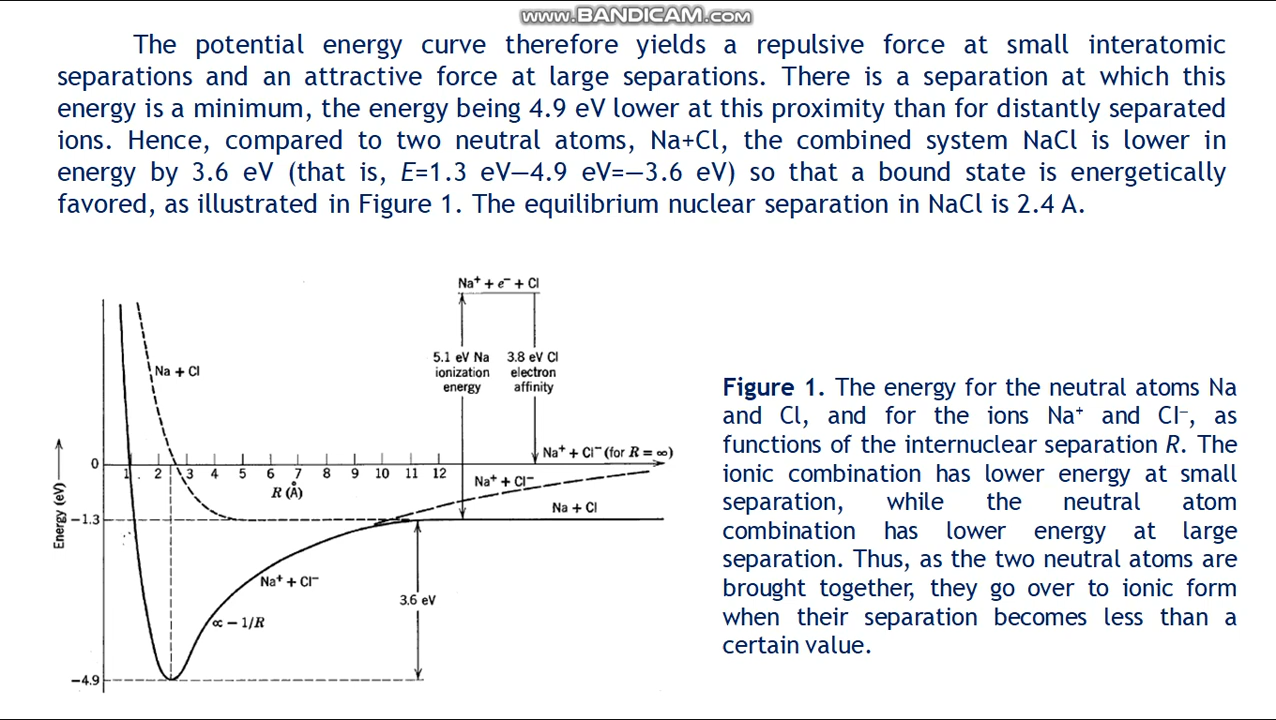 www.BANDICAM.com
The potential energy curve therefore yields a repulsive force at small interatomic
separations and an attractive force at large separations. There is a separation at which this
energy is a minimum, the energy being 4.9 eV lower at this proximity than for distantly separated
ions. Hence, compared to two neutral atoms, Na+Cl, the combined system NaCl is lower in
energy by 3.6 eV (that is, E=1.3 eV—4.9 eV=—3.6 eV) so that a bound state is energetically
favored, as illustrated in Figure 1. The equilibrium nuclear separation in NaCl is 2.4 A.
Na⁺ + e⁻ + Cl
5.1 eV Na
ionization
energy
3.8 eV Cl
electron
affinity
Na + Cl
Na⁺ + Cl⁻ (for R = ∞)
0
1 2 3 4 5 6 7 8 9 10 11 12
R (Å)
Na⁺ + Cl⁻
Na + Cl
−1.3
Energy (eV)
Na⁺ + Cl⁻
3.6 eV
∝ − 1/R
−4.9
Figure 1. The energy for the neutral atoms Na
and Cl, and for the ions Na⁺ and Cl⁻, as
functions of the internuclear separation R. The
ionic combination has lower energy at small
separation, while the neutral atom
combination has lower energy at large
separation. Thus, as the two neutral atoms are
brought together, they go over to ionic form
when their separation becomes less than a
certain value.